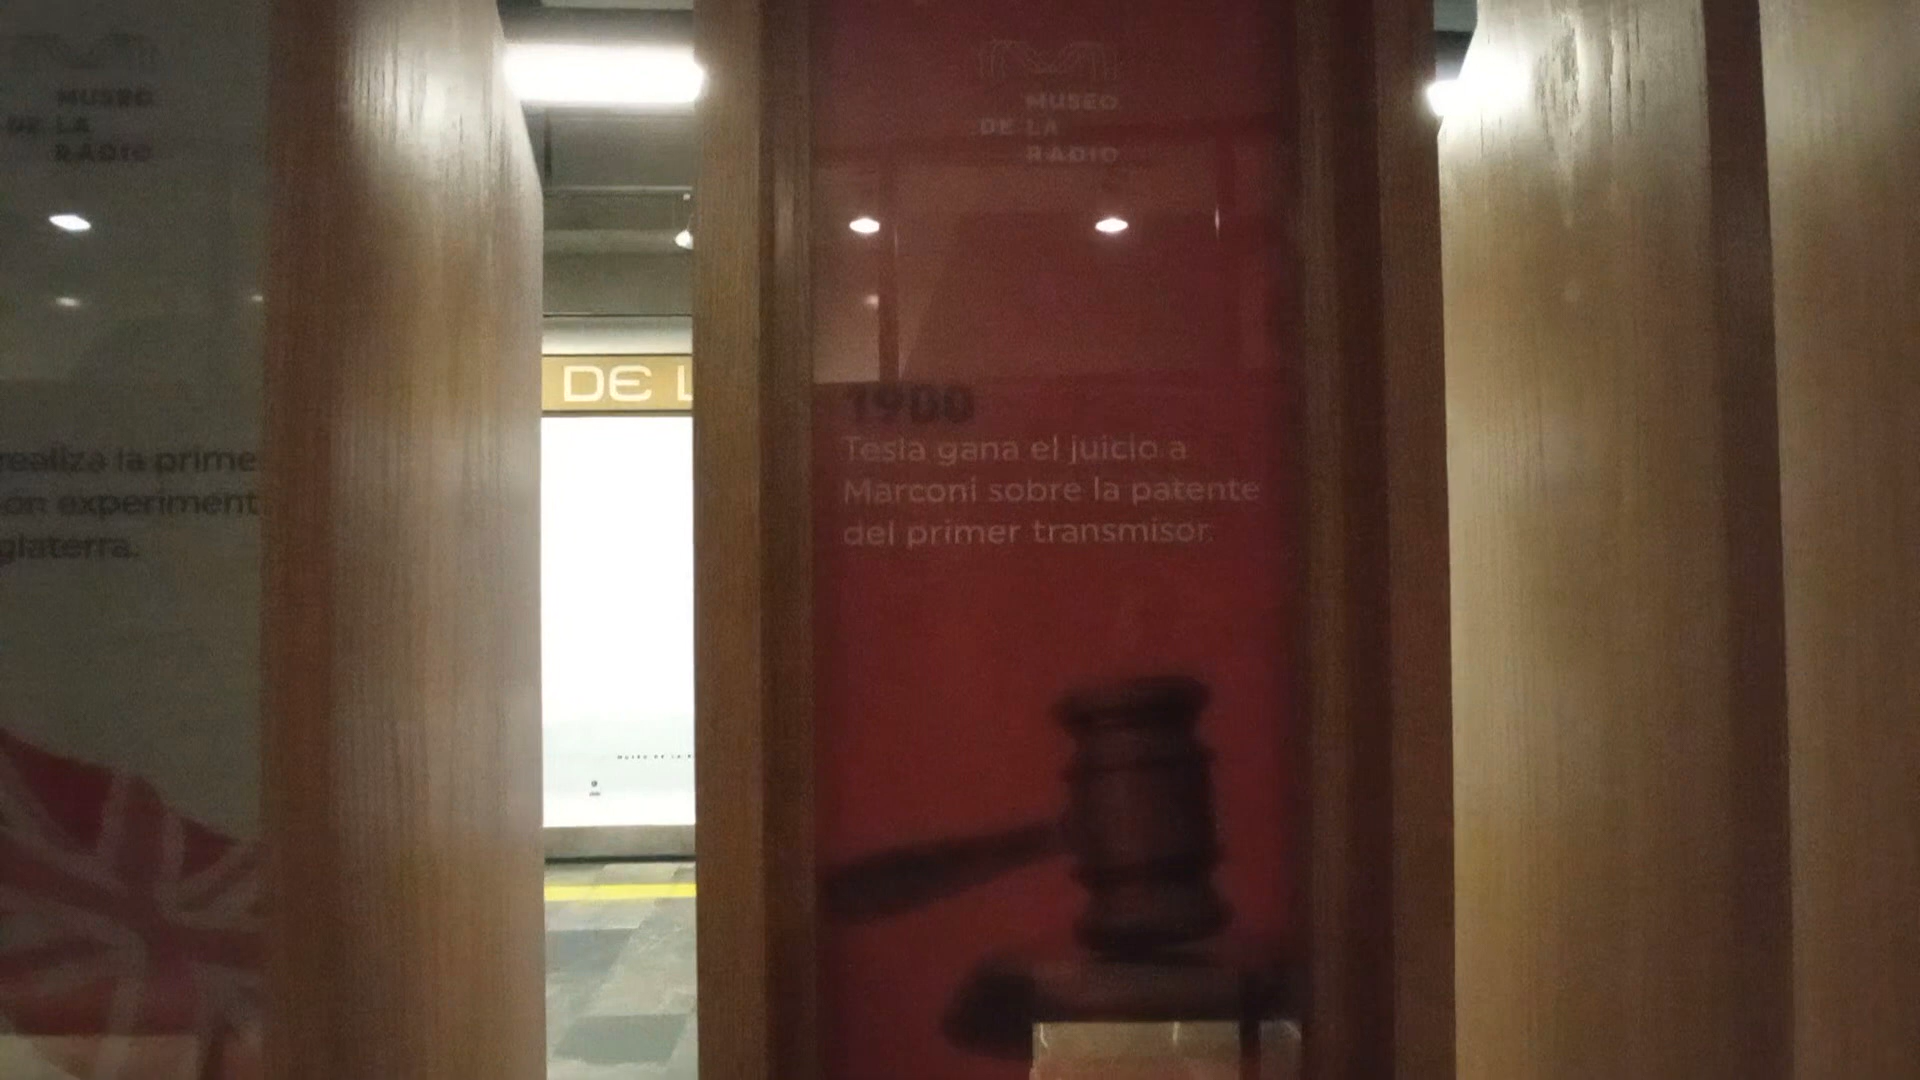 MUSEO
DE LA
RADIO
realiza la prime
on experiment
glaterra.
DE L
MUSEO
DE LA
RADIO
1900
Tesla gana el juicio a
Marconi sobre la patente
del primer transmisor.